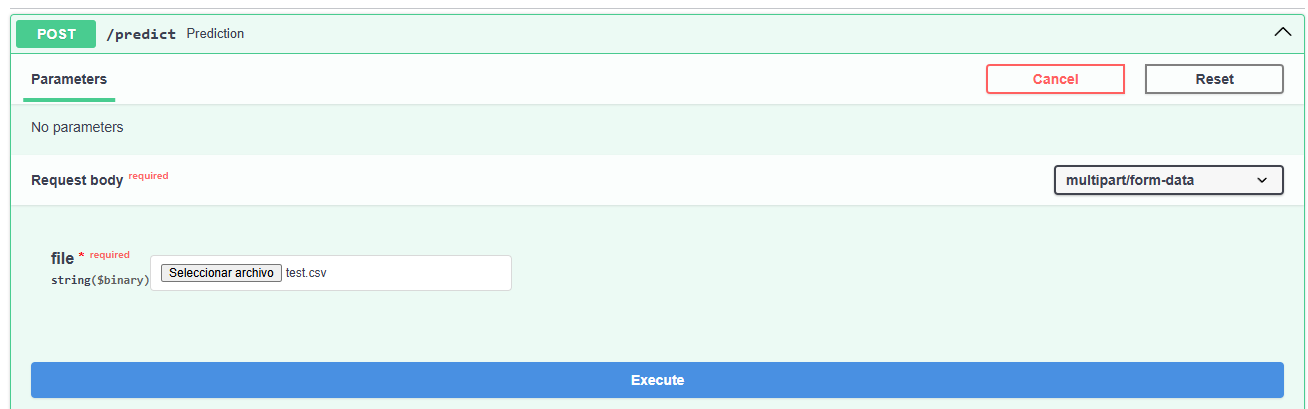 POST /predict Prediction
Parameters Cancel Reset
No parameters
Request body required multipart/form-data
file * required
string($binary) Seleccionar archivo test.csv
Execute